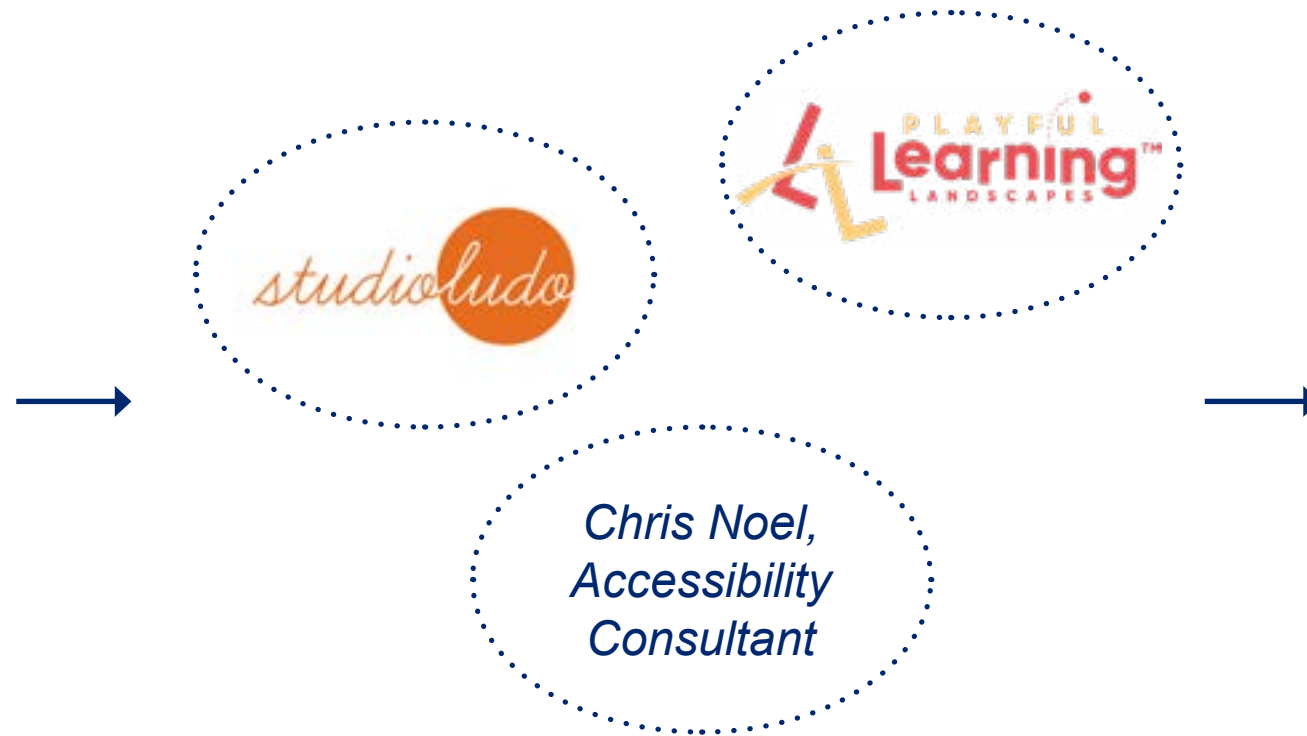 PLAYFUL
Learning™
LANDSCAPES
studioludo
Chris Noel,
Accessibility
Consultant